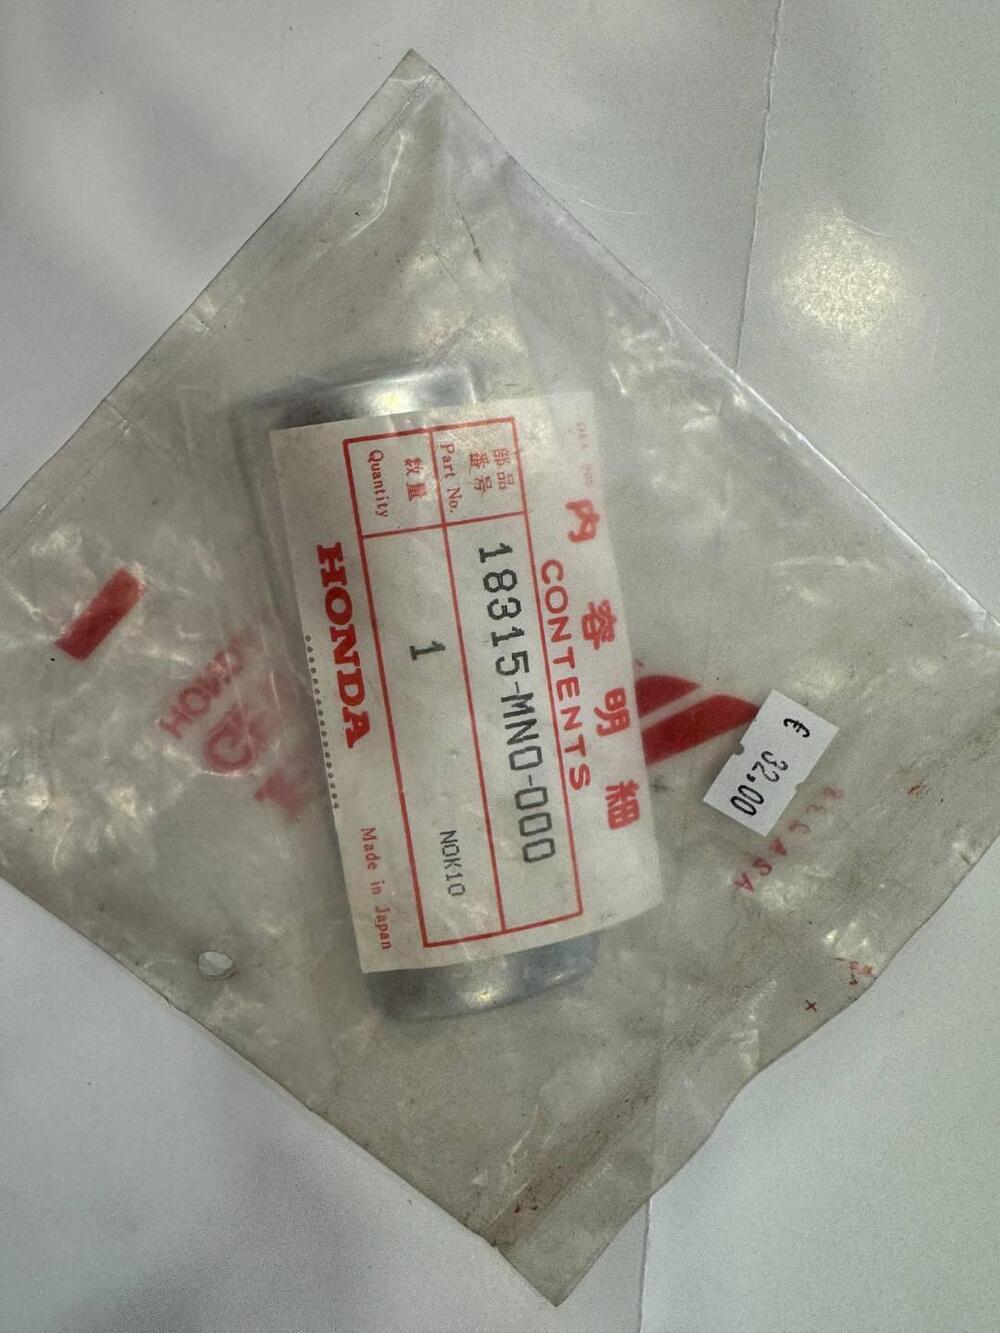 内容明細
CONTENTS
部品
番号
Part No.
18315-MN0-000
数量
Quantity
1
NOK10
HONDA
Made in Japan
€ 32.00
HONDA